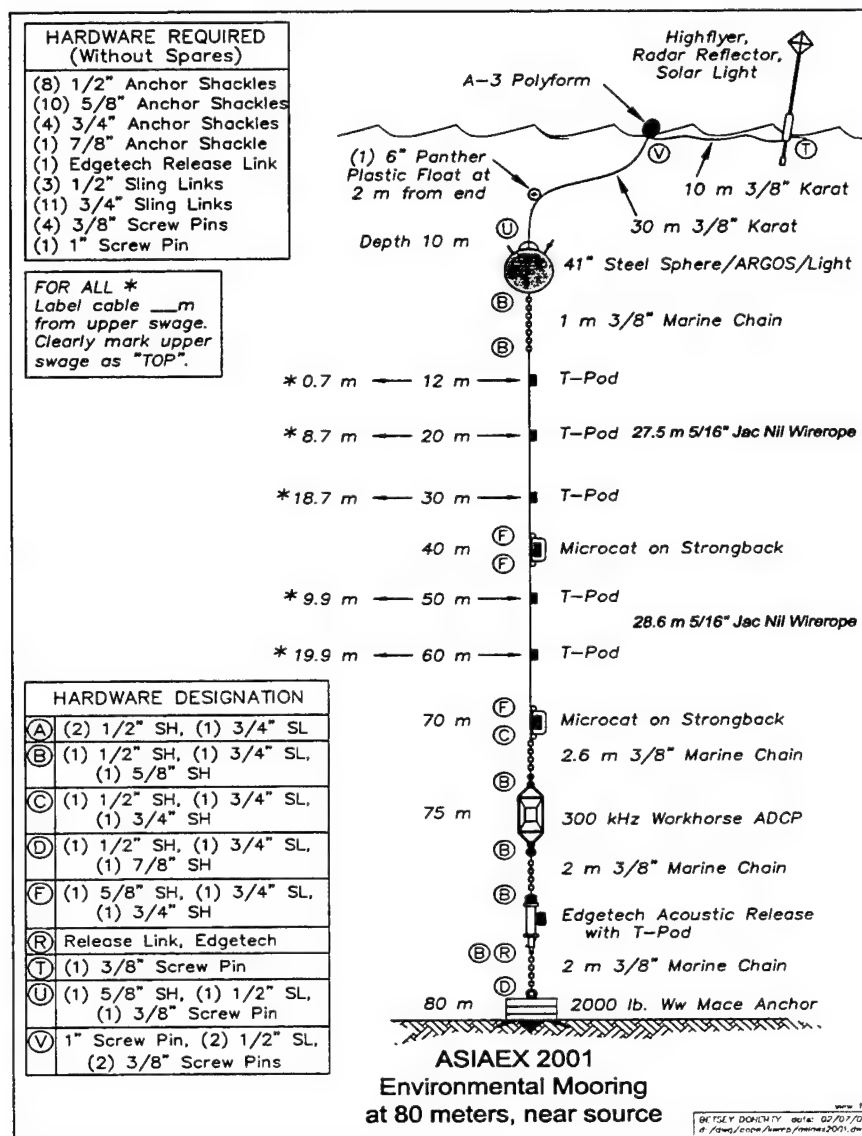 HARDWARE REQUIRED
(Without Spares)
(8) 1/2" Anchor Shackles
(10) 5/8" Anchor Shackles
(4) 3/4" Anchor Shackles
(1) 7/8" Anchor Shackle
(1) Edgetech Release Link
(3) 1/2" Sling Links
(11) 3/4" Sling Links
(4) 3/8" Screw Pins
(1) 1" Screw Pin
FOR ALL *
Label cable __m
from upper swage.
Clearly mark upper
swage as "TOP".
Highflyer,
Radar Reflector,
Solar Light
A-3 Polyform
V
T
(1) 6" Panther
Plastic Float at
2 m from end
10 m 3/8" Karat
30 m 3/8" Karat
U
Depth 10 m
41" Steel Sphere/ARGOS/Light
B
1 m 3/8" Marine Chain
B
* 0.7 m 12 m T-Pod
* 8.7 m 20 m T-Pod 27.5 m 5/16" Jac Nil Wirerope
* 18.7 m 30 m T-Pod
F
40 m Microcat on Strongback
F
* 9.9 m 50 m T-Pod
28.6 m 5/16" Jac Nil Wirerope
* 19.9 m 60 m T-Pod
F
70 m Microcat on Strongback
C
2.6 m 3/8" Marine Chain
B
75 m 300 kHz Workhorse ADCP
B
2 m 3/8" Marine Chain
B
Edgetech Acoustic Release
with T-Pod
B R
2 m 3/8" Marine Chain
D
80 m 2000 lb. Ww Mace Anchor
HARDWARE DESIGNATION
A (2) 1/2" SH, (1) 3/4" SL
B (1) 1/2" SH, (1) 3/4" SL,
(1) 5/8" SH
C (1) 1/2" SH, (1) 3/4" SL,
(1) 3/4" SH
D (1) 1/2" SH, (1) 3/4" SL,
(1) 7/8" SH
F (1) 5/8" SH, (1) 3/4" SL,
(1) 3/4" SH
R Release Link, Edgetech
T (1) 3/8" Screw Pin
U (1) 5/8" SH, (1) 1/2" SL,
(1) 3/8" Screw Pin
V 1" Screw Pin, (2) 1/2" SL,
(2) 3/8" Screw Pins
ASIAEX 2001
Environmental Mooring
at 80 meters, near source
BETSEY DOHERTY date: 02/07/0